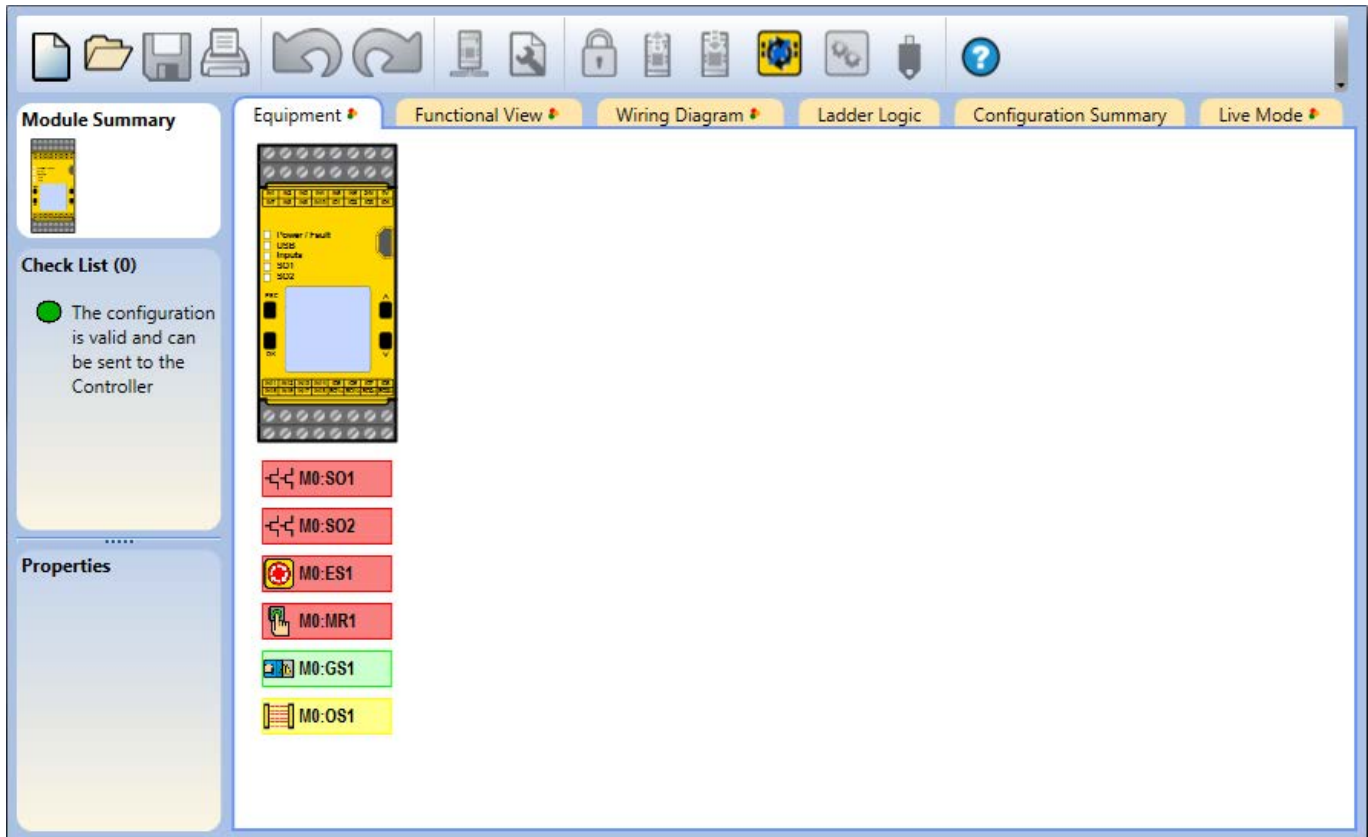 Module Summary
Equipment
Functional View
Wiring Diagram
Ladder Logic
Configuration Summary
Live Mode
Power / Fault
USB
Inputs
SO1
SO2
OK
Check List (0)
The configuration
is valid and can
be sent to the
Controller
M0:SO1
M0:SO2
M0:ES1
M0:MR1
M0:GS1
M0:OS1
Properties